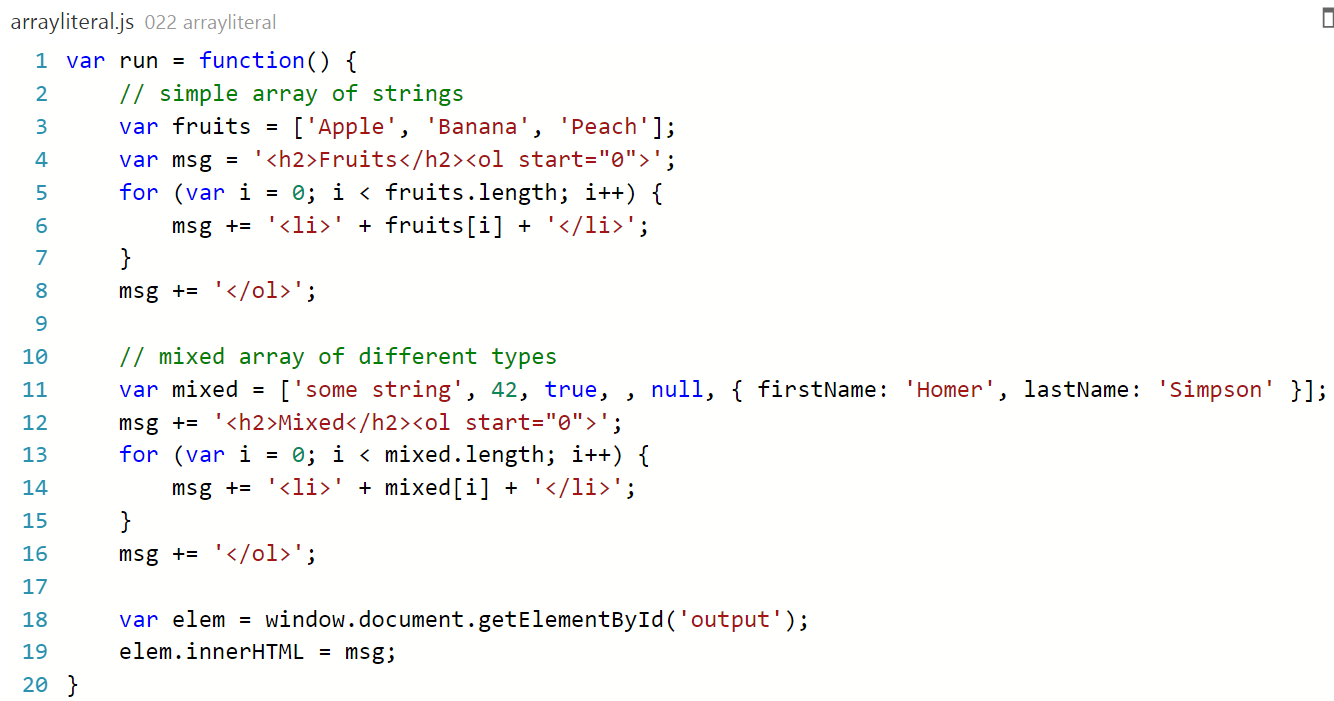 arrayliteral.js 022 arrayliteral
1 var run = function() {
2     // simple array of strings
3     var fruits = ['Apple', 'Banana', 'Peach'];
4     var msg = '<h2>Fruits</h2><ol start="0">';
5     for (var i = 0; i < fruits.length; i++) {
6         msg += '<li>' + fruits[i] + '</li>';
7     }
8     msg += '</ol>';
9
10     // mixed array of different types
11     var mixed = ['some string', 42, true, , null, { firstName: 'Homer', lastName: 'Simpson' }];
12     msg += '<h2>Mixed</h2><ol start="0">';
13     for (var i = 0; i < mixed.length; i++) {
14         msg += '<li>' + mixed[i] + '</li>';
15     }
16     msg += '</ol>';
17
18     var elem = window.document.getElementById('output');
19     elem.innerHTML = msg;
20 }